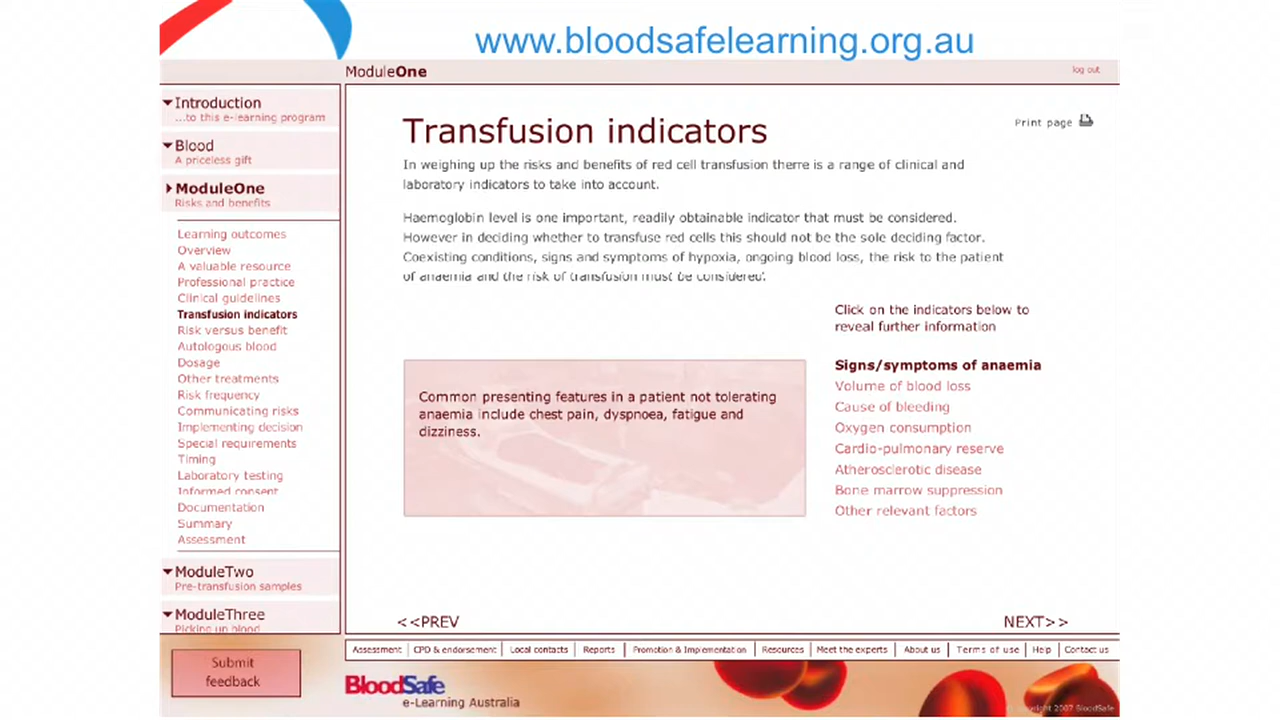 www.bloodsafelearning.org.au
ModuleOne
log out
Introduction
...to this e-learning program
Blood
A priceless gift
ModuleOne
Risks and benefits
Learning outcomes
Overview
A valuable resource
Professional practice
Clinical guidelines
Transfusion indicators
Risk versus benefit
Autologous blood
Dosage
Other treatments
Risk frequency
Communicating risks
Implementing decision
Special requirements
Timing
Laboratory testing
Informed consent
Documentation
Summary
Assessment
ModuleTwo
Pre-transfusion samples
ModuleThree
Picking up blood
Submit
feedback
Transfusion indicators
Print page
In weighing up the risks and benefits of red cell transfusion therre is a range of clinical and
laboratory indicators to take into account.
Haemoglobin level is one important, readily obtainable indicator that must be considered.
However in deciding whether to transfuse red cells this should not be the sole deciding factor.
Coexisting conditions, signs and symptoms of hypoxia, ongoing blood loss, the risk to the patient
of anaemia and the risk of transfusion must be considered.
Common presenting features in a patient not tolerating
anaemia include chest pain, dyspnoea, fatigue and
dizziness.
Click on the indicators below to
reveal further information
Signs/symptoms of anaemia
Volume of blood loss
Cause of bleeding
Oxygen consumption
Cardio-pulmonary reserve
Atherosclerotic disease
Bone marrow suppression
Other relevant factors
<<PREV
NEXT>>
Assessment | CPD & endorsement | Local contacts | Reports | Promotion & Implementation | Resources | Meet the experts | About us | Terms of use | Help | Contact us
BloodSafe
e-Learning Australia
copyright 2007 BloodSafe